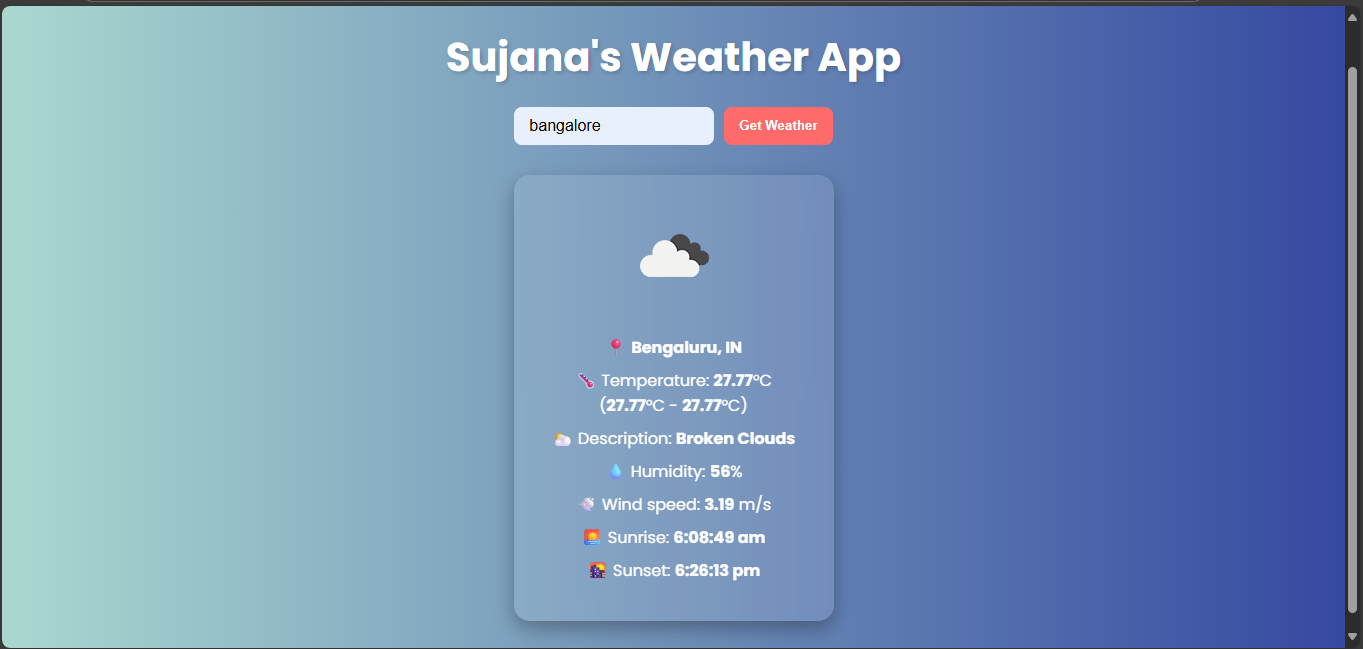 Sujana's Weather App
bangalore
Get Weather
📍 Bengaluru, IN
🌡️ Temperature: 27.77°C
(27.77°C - 27.77°C)
🌥️ Description: Broken Clouds
💧 Humidity: 56%
🌬️ Wind speed: 3.19 m/s
🌅 Sunrise: 6:08:49 am
🌇 Sunset: 6:26:13 pm